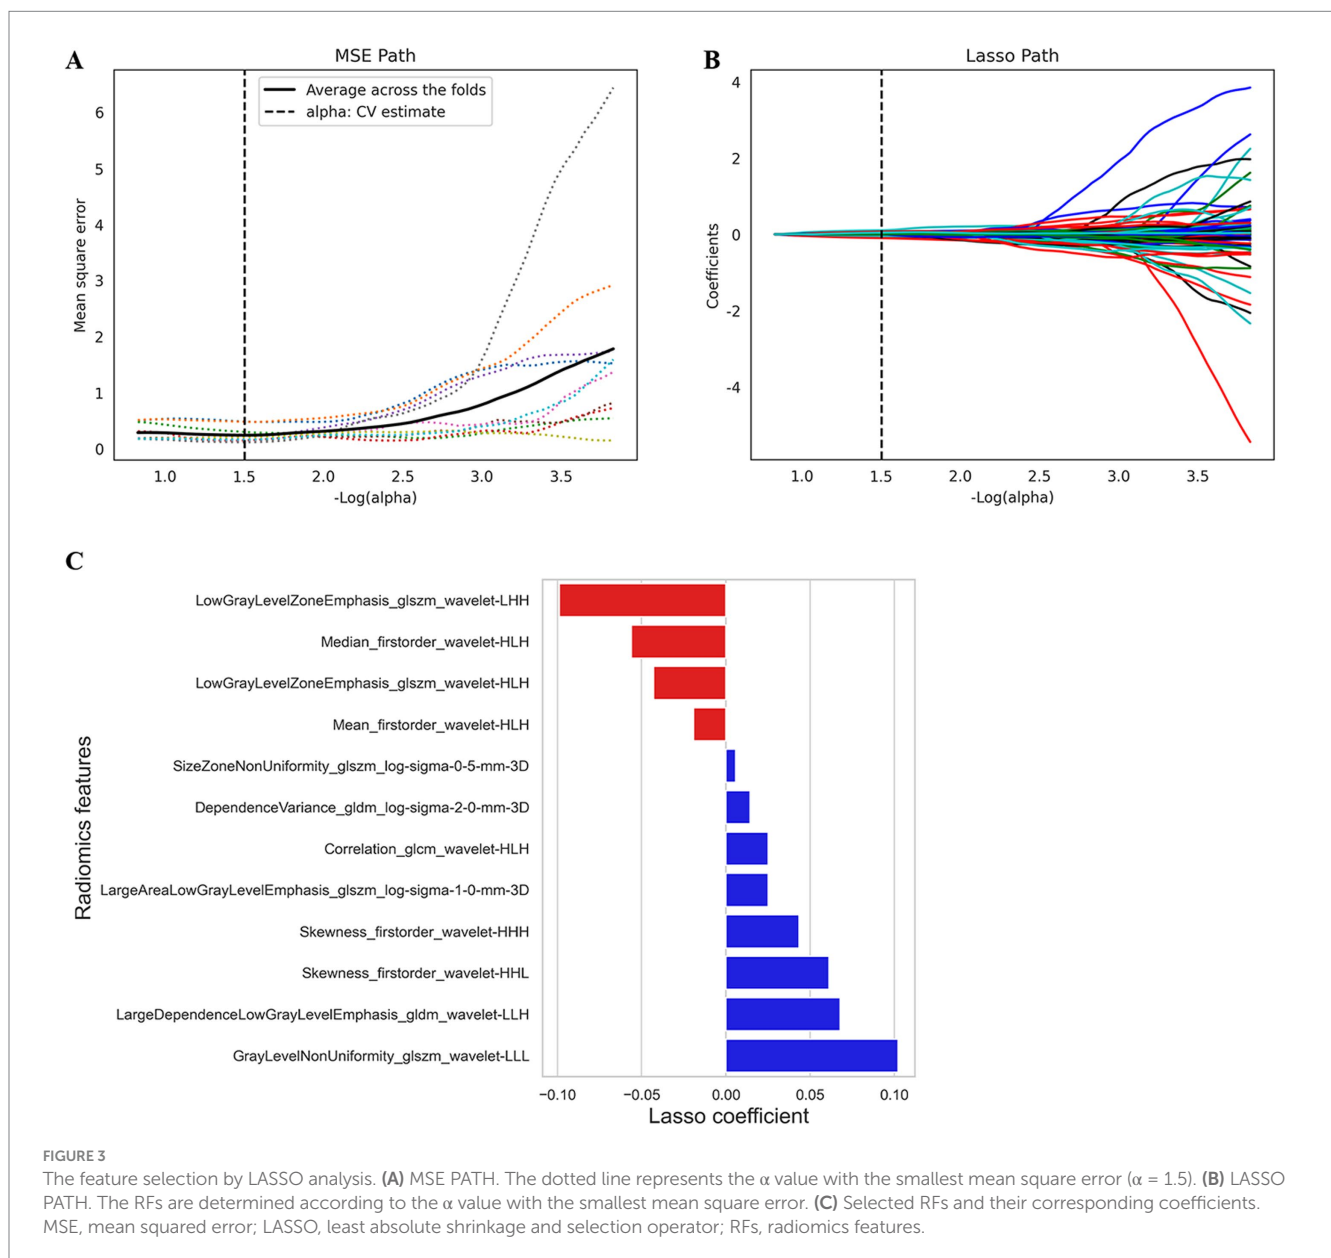 A
MSE Path
Average across the folds
alpha: CV estimate
Mean square error
6
5
4
3
2
1
0
1.0 1.5 2.0 2.5 3.0 3.5
-Log(alpha)
B
Lasso Path
Coefficients
4
2
0
-2
-4
1.0 1.5 2.0 2.5 3.0 3.5
-Log(alpha)
C
Radiomics features
LowGrayLevelZoneEmphasis_glszm_wavelet-LHH
Median_firstorder_wavelet-HLH
LowGrayLevelZoneEmphasis_glszm_wavelet-HLH
Mean_firstorder_wavelet-HLH
SizeZoneNonUniformity_glszm_log-sigma-0-5-mm-3D
DependenceVariance_gldm_log-sigma-2-0-mm-3D
Correlation_glcm_wavelet-HLH
LargeAreaLowGrayLevelEmphasis_glszm_log-sigma-1-0-mm-3D
Skewness_firstorder_wavelet-HHH
Skewness_firstorder_wavelet-HHL
LargeDependenceLowGrayLevelEmphasis_gldm_wavelet-LLH
GrayLevelNonUniformity_glszm_wavelet-LLL
−0.10 −0.05 0.00 0.05 0.10
Lasso coefficient
FIGURE 3
The feature selection by LASSO analysis. (A) MSE PATH. The dotted line represents the α value with the smallest mean square error (α = 1.5). (B) LASSO
PATH. The RFs are determined according to the α value with the smallest mean square error. (C) Selected RFs and their corresponding coefficients.
MSE, mean squared error; LASSO, least absolute shrinkage and selection operator; RFs, radiomics features.